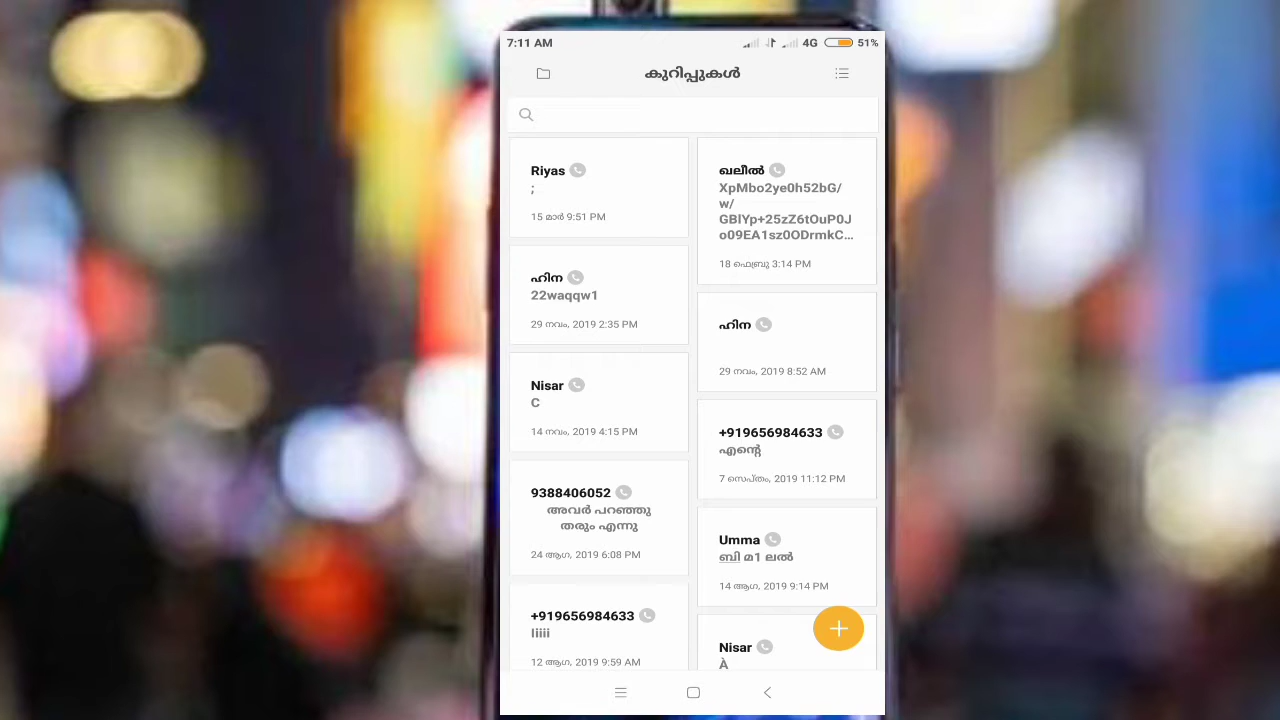 7:11 AM
4G
51%
കുറിപ്പുകൾ
Riyas
;
15 മാർ 9:51 PM
ഹിന
22waqqw1
29 നവം, 2019 2:35 PM
Nisar
C
14 നവം, 2019 4:15 PM
9388406052
അവർ പറഞ്ഞു
തരും എന്നു
24 ആഗ, 2019 6:08 PM
+919656984633
liiii
12 ആഗ, 2019 9:59 AM
ഖലീൽ
XpMbo2ye0h52bG/
w/
GBlYp+25zZ6tOuP0J
o09EA1sz0ODrmkC...
18 ഫെബ്രു 3:14 PM
ഹിന
29 നവം, 2019 8:52 AM
+919656984633
എന്റെ
7 സെപ്തം, 2019 11:12 PM
Umma
ബി മ1 ലൽ
14 ആഗ, 2019 9:14 PM
Nisar
À